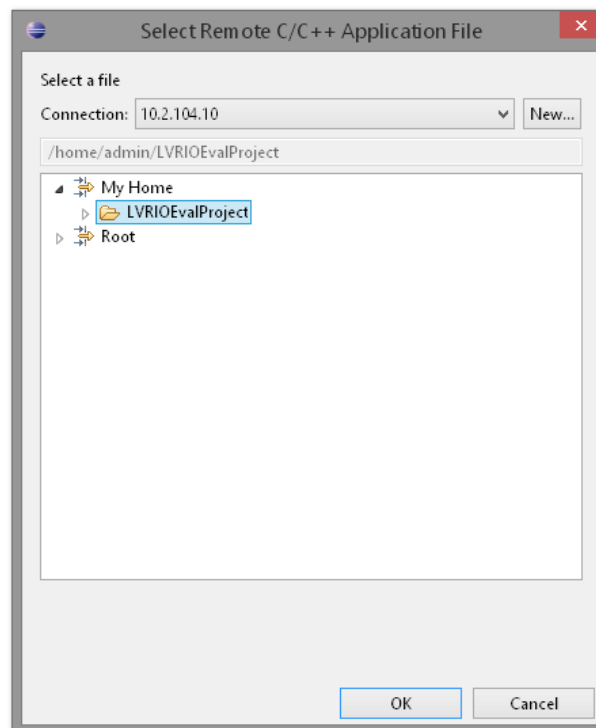 Select Remote C/C++ Application File
Select a file
Connection: 10.2.104.10 New...
/home/admin/LVRIOEvalProject
My Home
LVRIOEvalProject
Root
OK Cancel